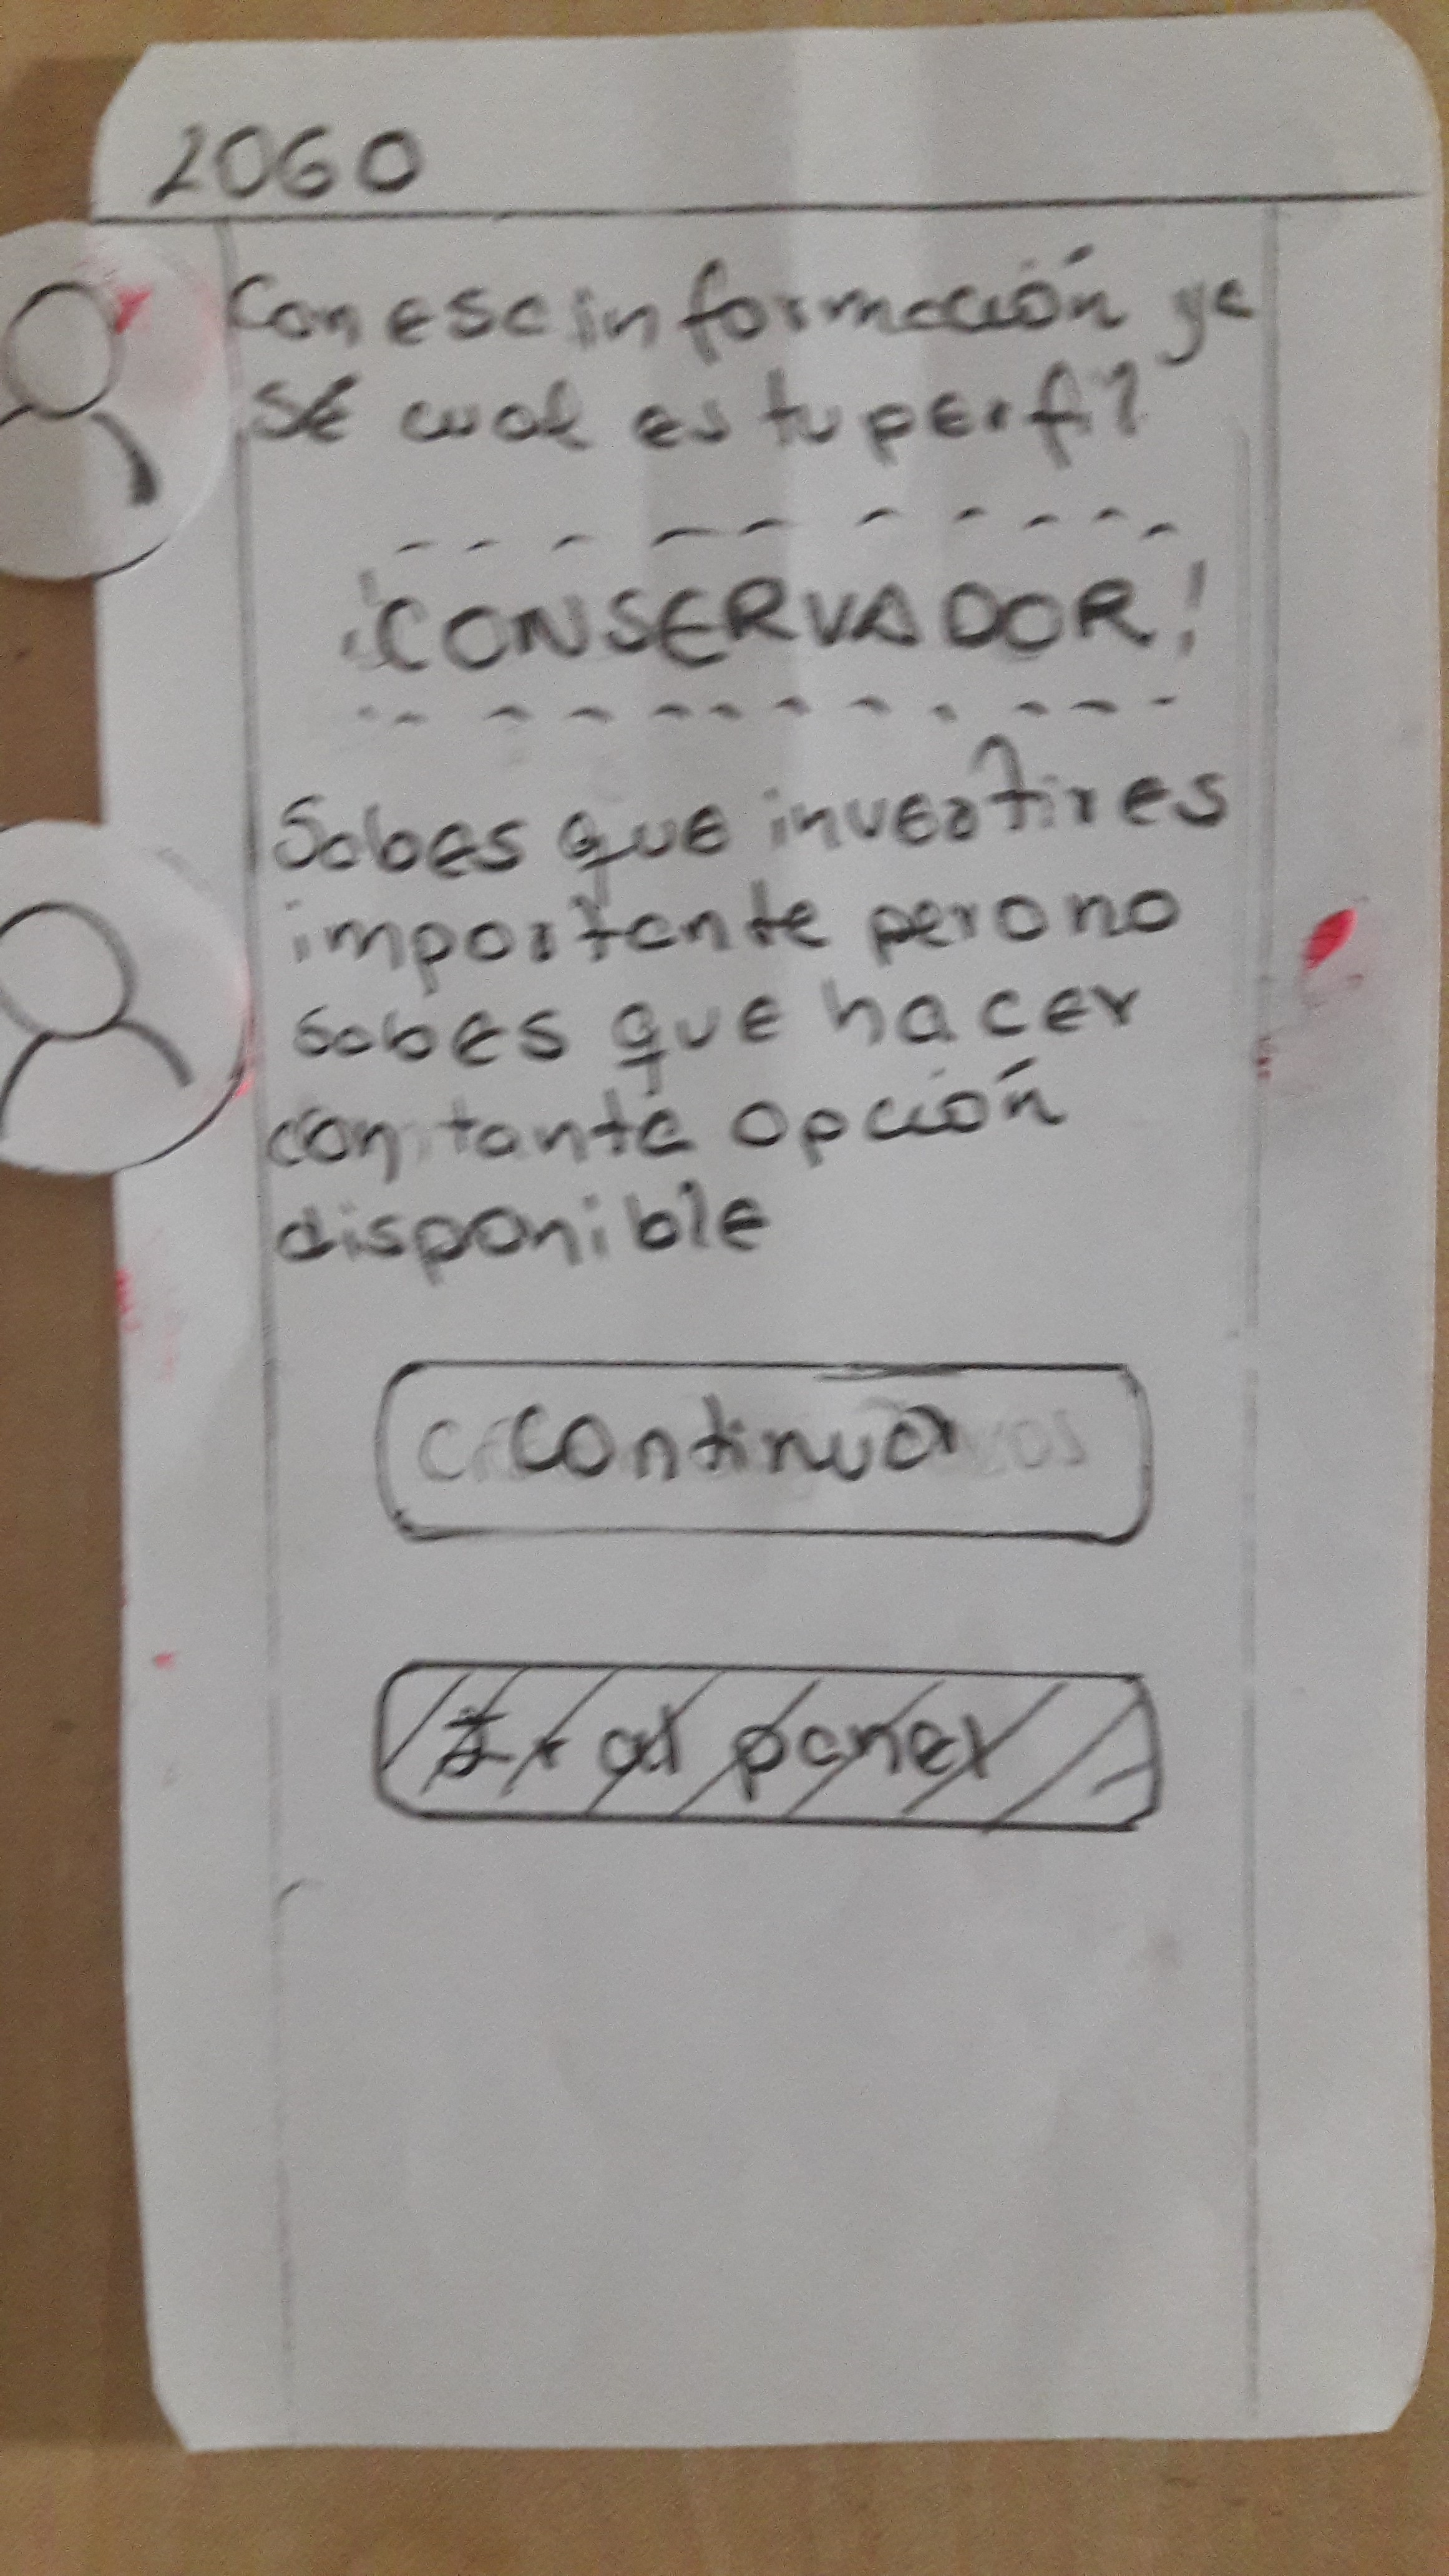 LOGO
Con esa información ya
sé cual es tu perfil
¡CONSERVADOR!
Sabes que invertir es
importante pero no
sabes que hacer
con tanta opción
disponible
Continuar
Ir al panel